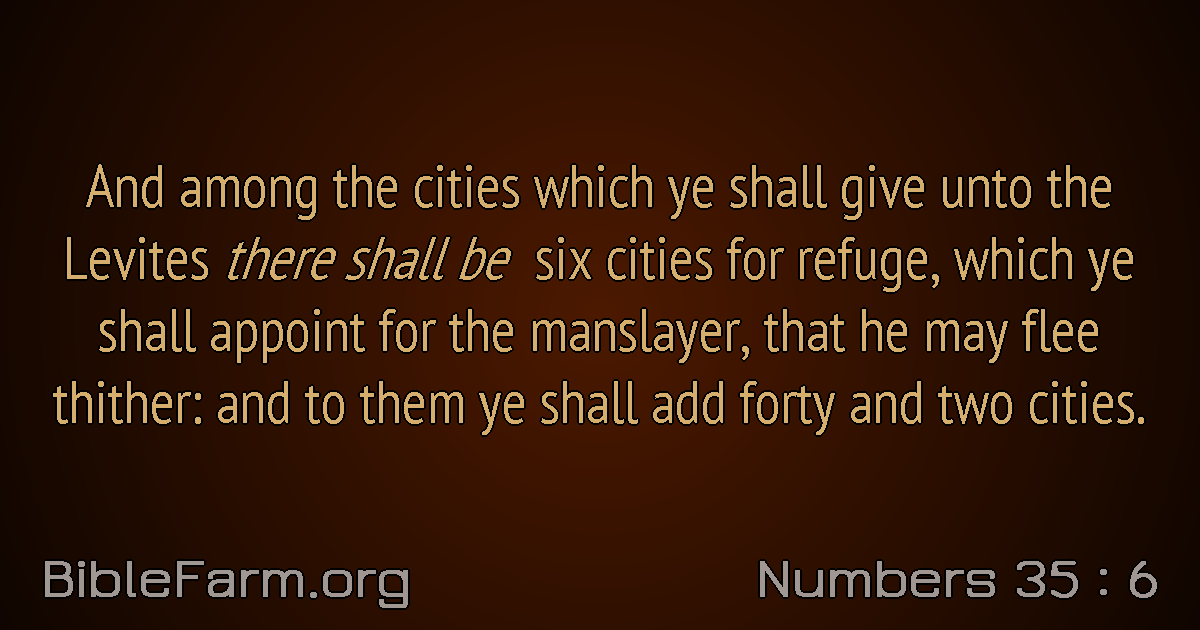 And among the cities which ye shall give unto the
Levites there shall be six cities for refuge, which ye
shall appoint for the manslayer, that he may flee
thither: and to them ye shall add forty and two cities.
BibleFarm.org
Numbers 35 : 6